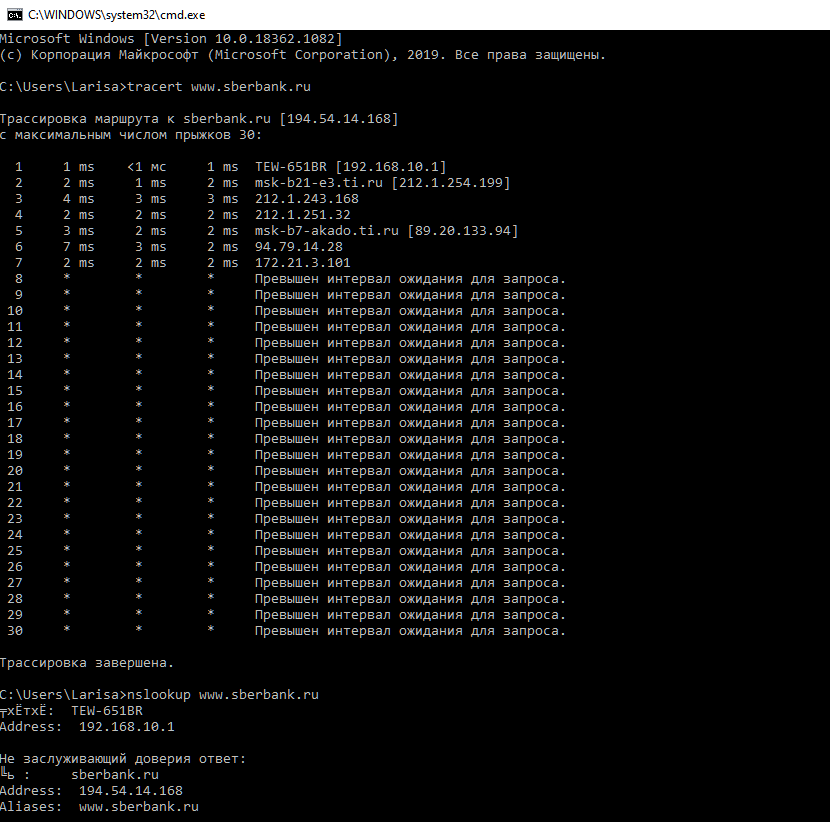 C:\WINDOWS\system32\cmd.exe
Microsoft Windows [Version 10.0.18362.1082]
(c) Корпорация Майкрософт (Microsoft Corporation), 2019. Все права защищены.
C:\Users\Larisa>tracert www.sberbank.ru
Трассировка маршрута к sberbank.ru [194.54.14.168]
с максимальным числом прыжков 30:
1 1 ms <1 мс 1 ms TEW-651BR [192.168.10.1]
2 2 ms 1 ms 2 ms msk-b21-e3.ti.ru [212.1.254.199]
3 4 ms 3 ms 3 ms 212.1.243.168
4 2 ms 2 ms 2 ms 212.1.251.32
5 3 ms 2 ms 2 ms msk-b7-akado.ti.ru [89.20.133.94]
6 7 ms 3 ms 2 ms 94.79.14.28
7 2 ms 2 ms 2 ms 172.21.3.101
8 * * * Превышен интервал ожидания для запроса.
9 * * * Превышен интервал ожидания для запроса.
10 * * * Превышен интервал ожидания для запроса.
11 * * * Превышен интервал ожидания для запроса.
12 * * * Превышен интервал ожидания для запроса.
13 * * * Превышен интервал ожидания для запроса.
14 * * * Превышен интервал ожидания для запроса.
15 * * * Превышен интервал ожидания для запроса.
16 * * * Превышен интервал ожидания для запроса.
17 * * * Превышен интервал ожидания для запроса.
18 * * * Превышен интервал ожидания для запроса.
19 * * * Превышен интервал ожидания для запроса.
20 * * * Превышен интервал ожидания для запроса.
21 * * * Превышен интервал ожидания для запроса.
22 * * * Превышен интервал ожидания для запроса.
23 * * * Превышен интервал ожидания для запроса.
24 * * * Превышен интервал ожидания для запроса.
25 * * * Превышен интервал ожидания для запроса.
26 * * * Превышен интервал ожидания для запроса.
27 * * * Превышен интервал ожидания для запроса.
28 * * * Превышен интервал ожидания для запроса.
29 * * * Превышен интервал ожидания для запроса.
30 * * * Превышен интервал ожидания для запроса.
Трассировка завершена.
C:\Users\Larisa>nslookup www.sberbank.ru
╤хЁтхЁ: TEW-651BR
Address: 192.168.10.1
Не заслуживающий доверия ответ:
╚ь : sberbank.ru
Address: 194.54.14.168
Aliases: www.sberbank.ru